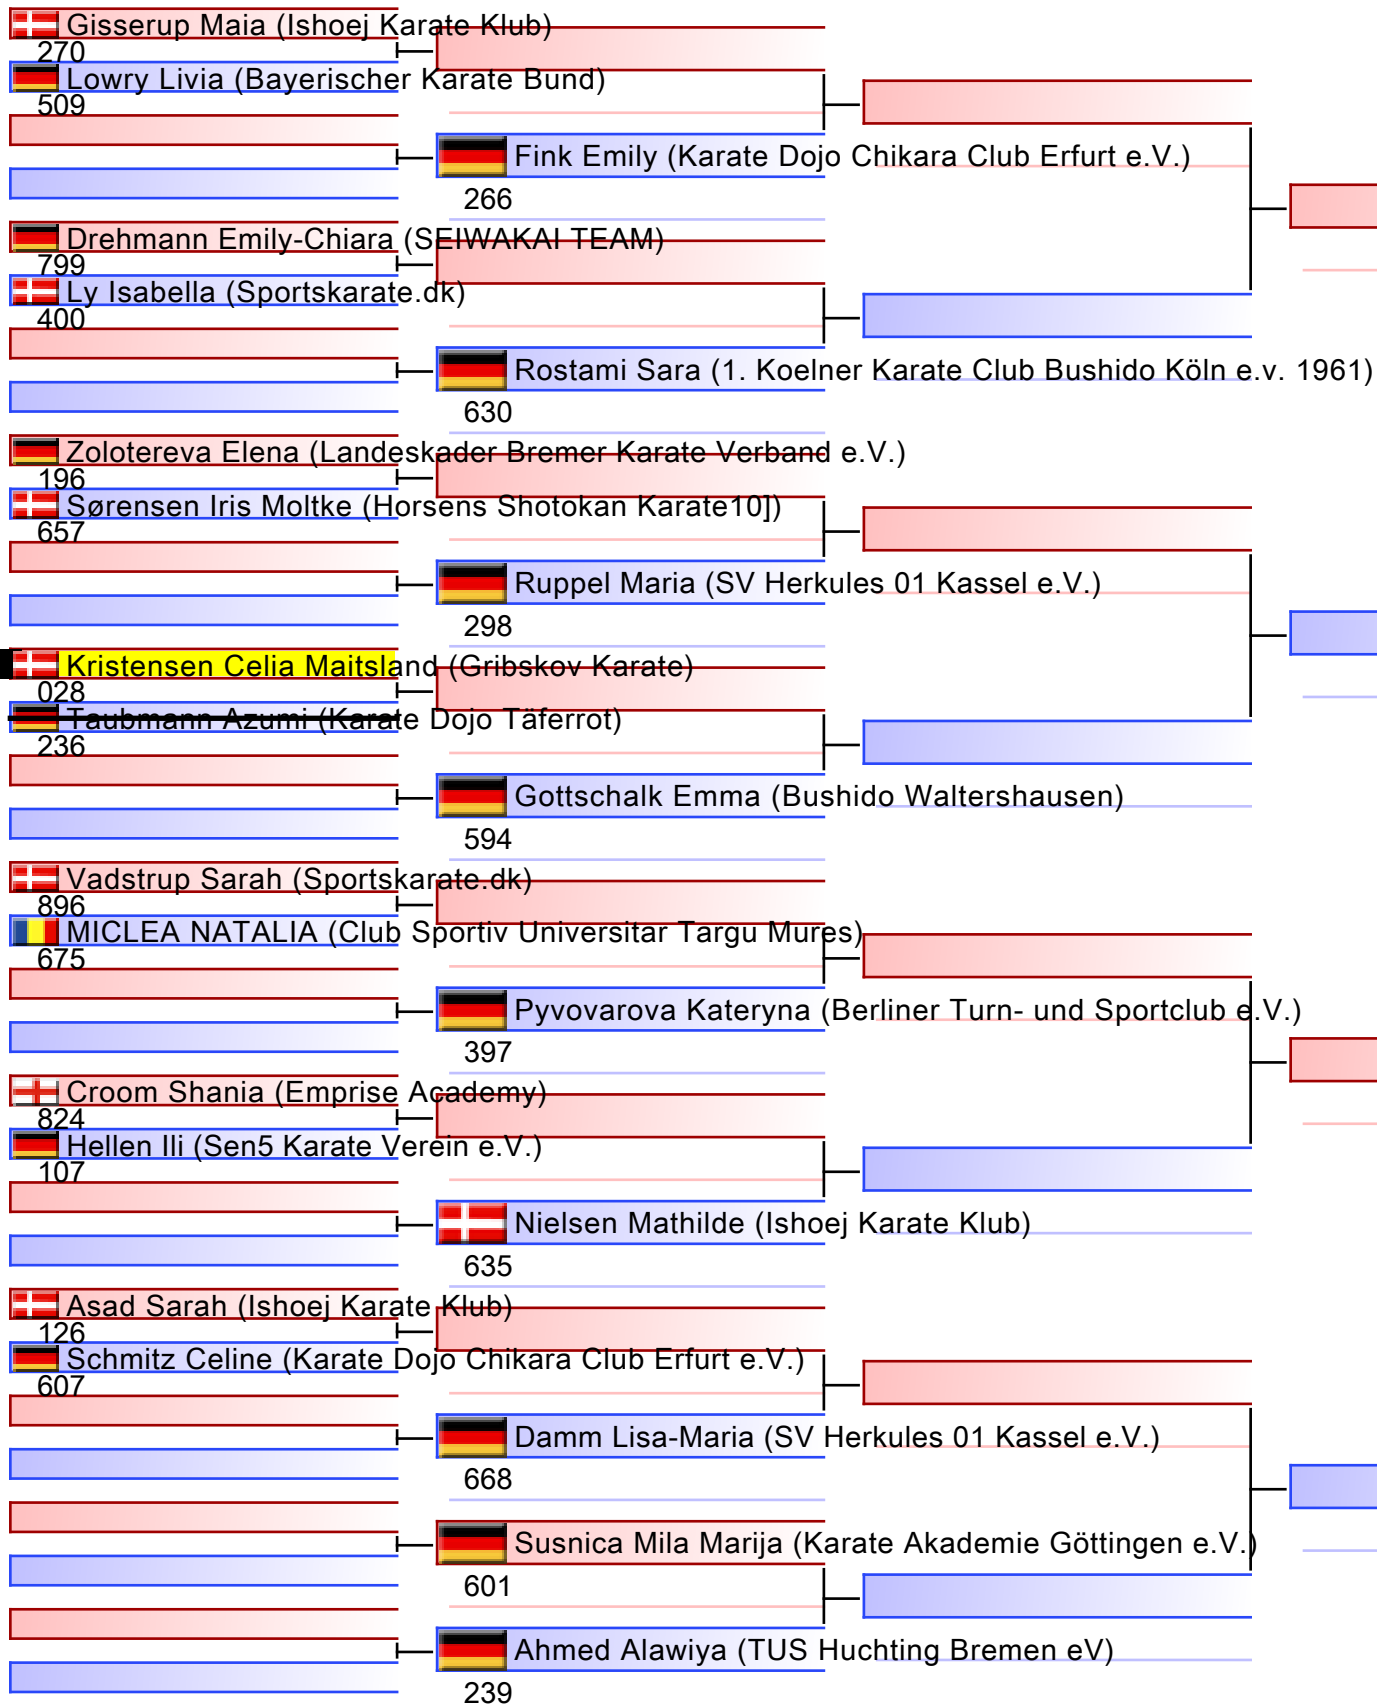 Gisserup Maia (Ishoej Karate Klub)
270
Lowry Livia (Bayerischer Karate Bund)
509
Fink Emily (Karate Dojo Chikara Club Erfurt e.V.)
266
Drehmann Emily-Chiara (SEIWAKAI TEAM)
799
Ly Isabella (Sportskarate.dk)
400
Rostami Sara (1. Koelner Karate Club Bushido Köln e.v. 1961)
630
Zolotereva Elena (Landeskader Bremer Karate Verband e.V.)
196
Sørensen Iris Moltke (Horsens Shotokan Karate10])
657
Ruppel Maria (SV Herkules 01 Kassel e.V.)
298
Kristensen Celia Maitsland (Gribskov Karate)
028
Taubmann Azumi (Karate Dojo Täferrot)
236
Gottschalk Emma (Bushido Waltershausen)
594
Vadstrup Sarah (Sportskarate.dk)
896
MICLEA NATALIA (Club Sportiv Universitar Targu Mures)
675
Pyvovarova Kateryna (Berliner Turn- und Sportclub e.V.)
397
Croom Shania (Emprise Academy)
824
Hellen Ili (Sen5 Karate Verein e.V.)
107
Nielsen Mathilde (Ishoej Karate Klub)
635
Asad Sarah (Ishoej Karate Klub)
126
Schmitz Celine (Karate Dojo Chikara Club Erfurt e.V.)
607
Damm Lisa-Maria (SV Herkules 01 Kassel e.V.)
668
Susnica Mila Marija (Karate Akademie Göttingen e.V.)
601
Ahmed Alawiya (TUS Huchting Bremen eV)
239